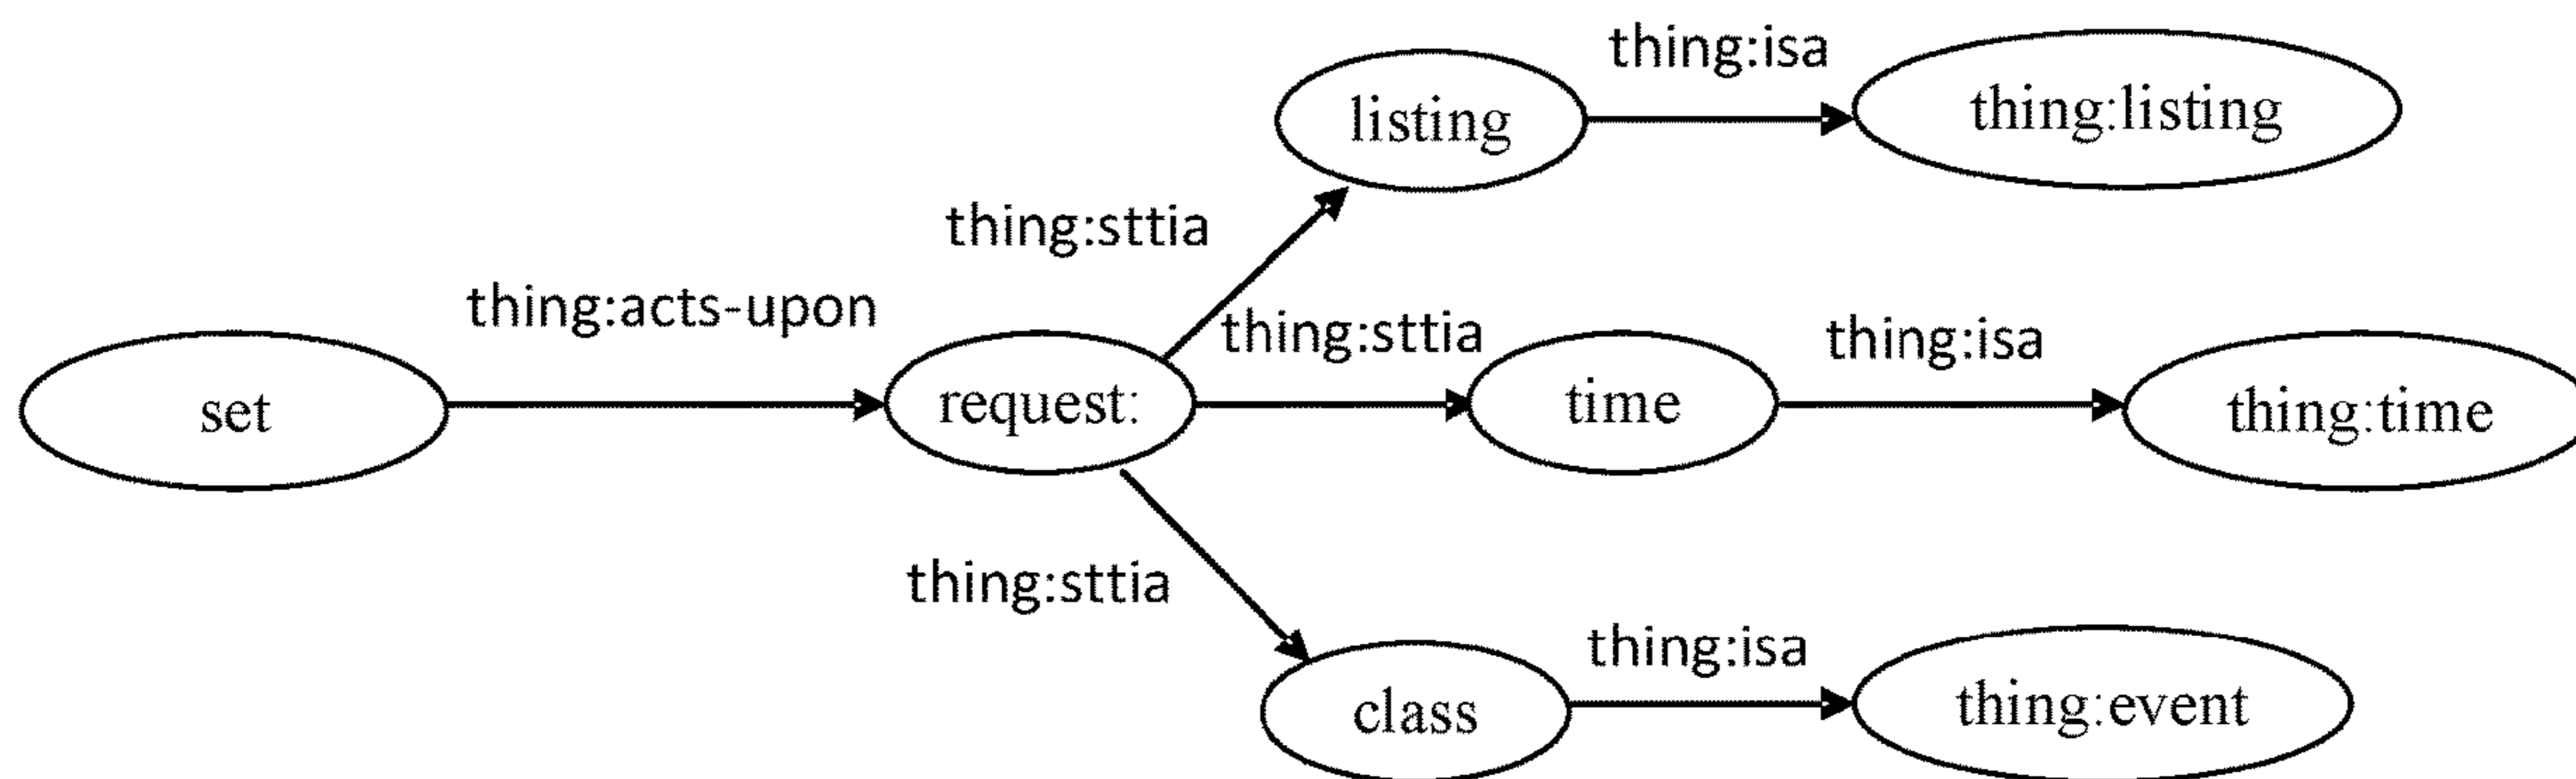 thing:isa
listing
thing:listing
thing:sttia
thing:acts-upon
thing:sttia
thing:isa
set
request:
time
thing:time
thing:sttia
thing:isa
class
thing:event